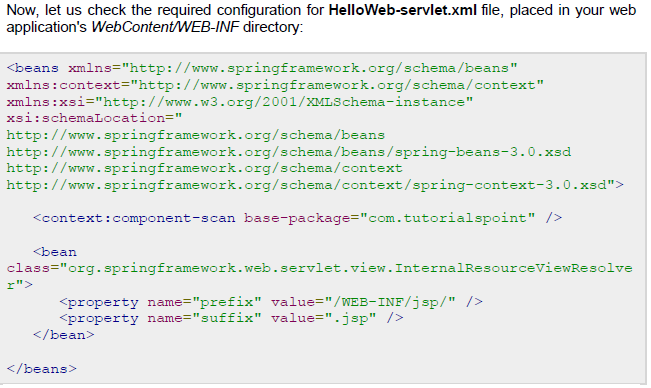 Now, let us check the required configuration for HelloWeb-servlet.xml file, placed in your web
application's WebContent/WEB-INF directory:
<beans xmlns="http://www.springframework.org/schema/beans"
xmlns:context="http://www.springframework.org/schema/context"
xmlns:xsi="http://www.w3.org/2001/XMLSchema-instance"
xsi:schemaLocation="
http://www.springframework.org/schema/beans
http://www.springframework.org/schema/beans/spring-beans-3.0.xsd
http://www.springframework.org/schema/context
http://www.springframework.org/schema/context/spring-context-3.0.xsd">
<context:component-scan base-package="com.tutorialspoint" />
<bean
class="org.springframework.web.servlet.view.InternalResourceViewResolve
r">
<property name="prefix" value="/WEB-INF/jsp/" />
<property name="suffix" value=".jsp" />
</bean>
</beans>